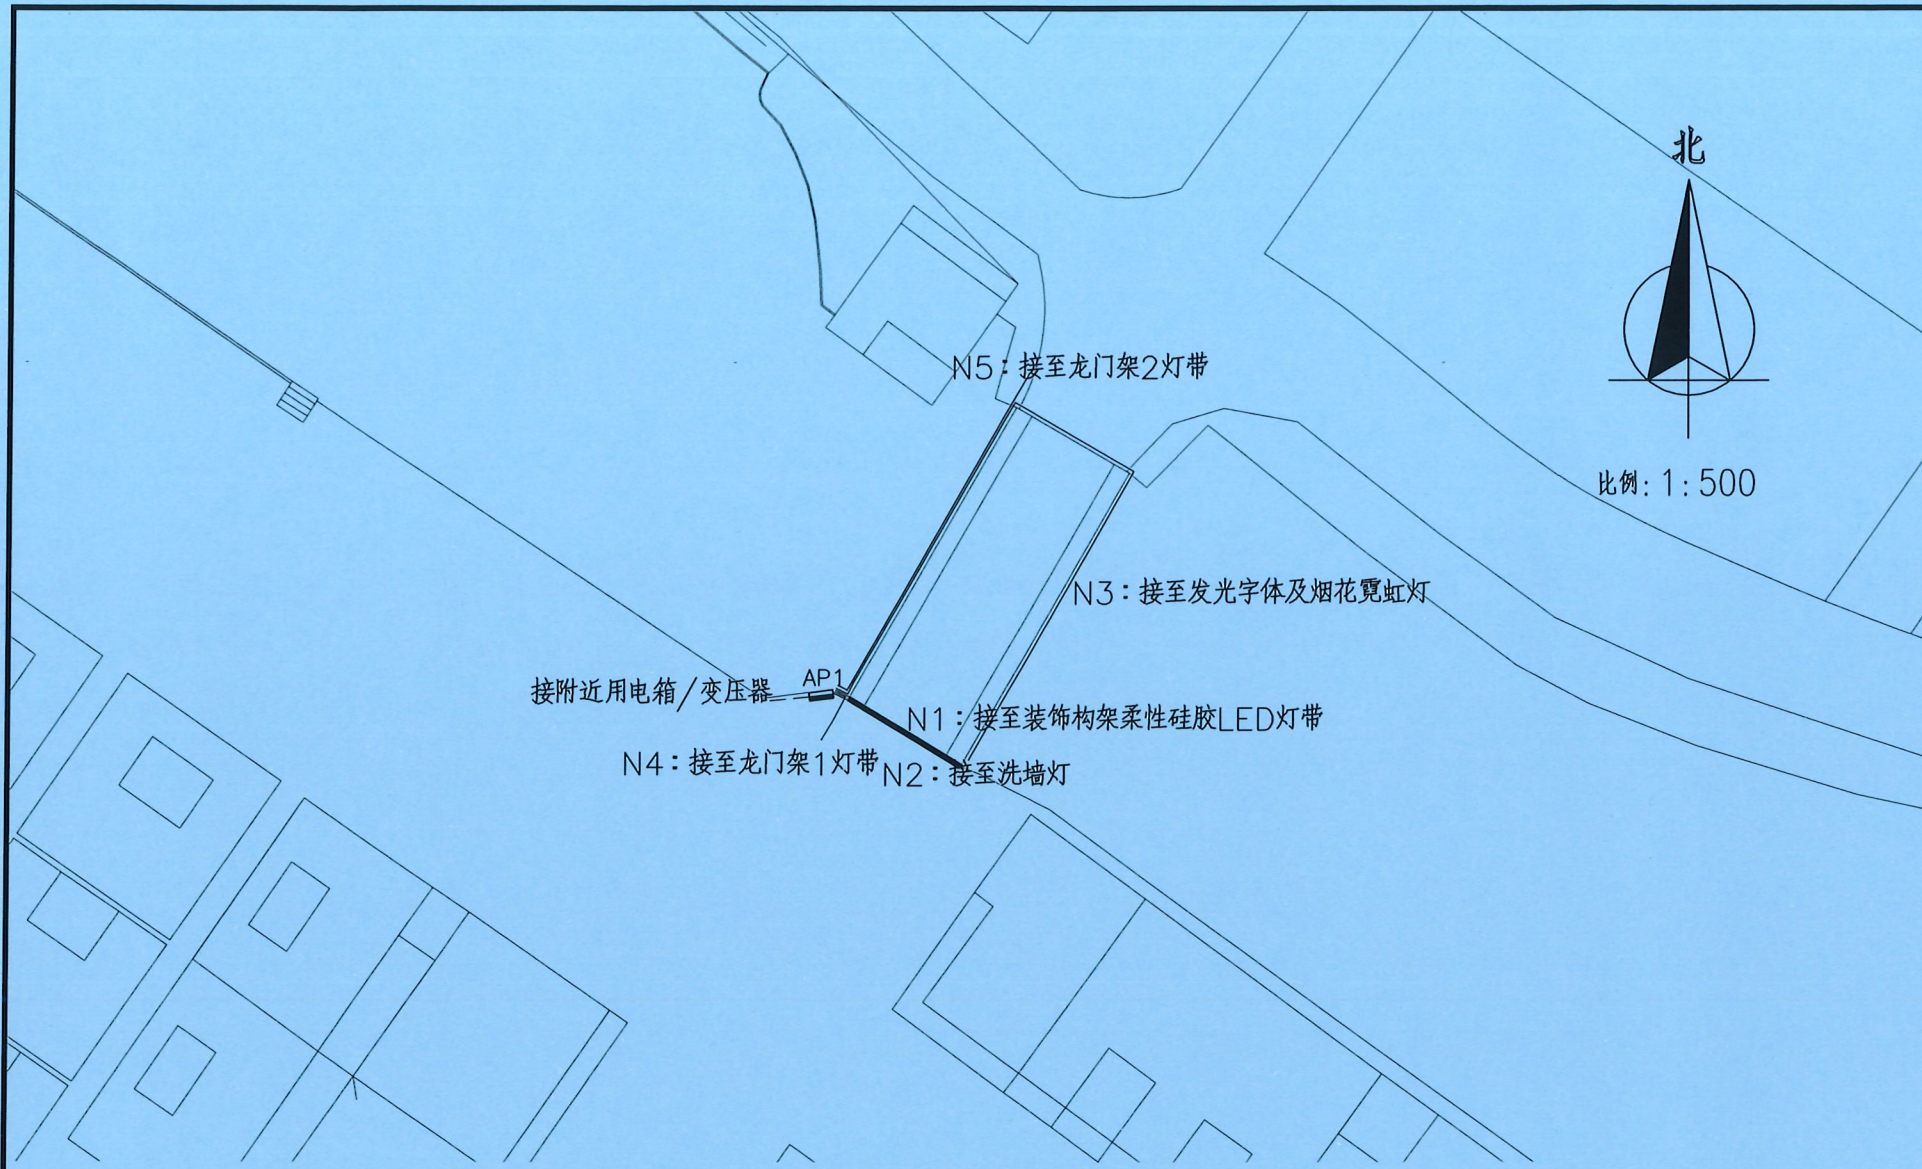 北
N5：接至龙门架2灯带
比例：1：500
N3：接至发光字体及烟花霓虹灯
AP1
接附近用电箱/变压器
N1：接至装饰构架柔性硅胶LED灯带
N4：接至龙门架1灯带
N2：接至洗墙灯